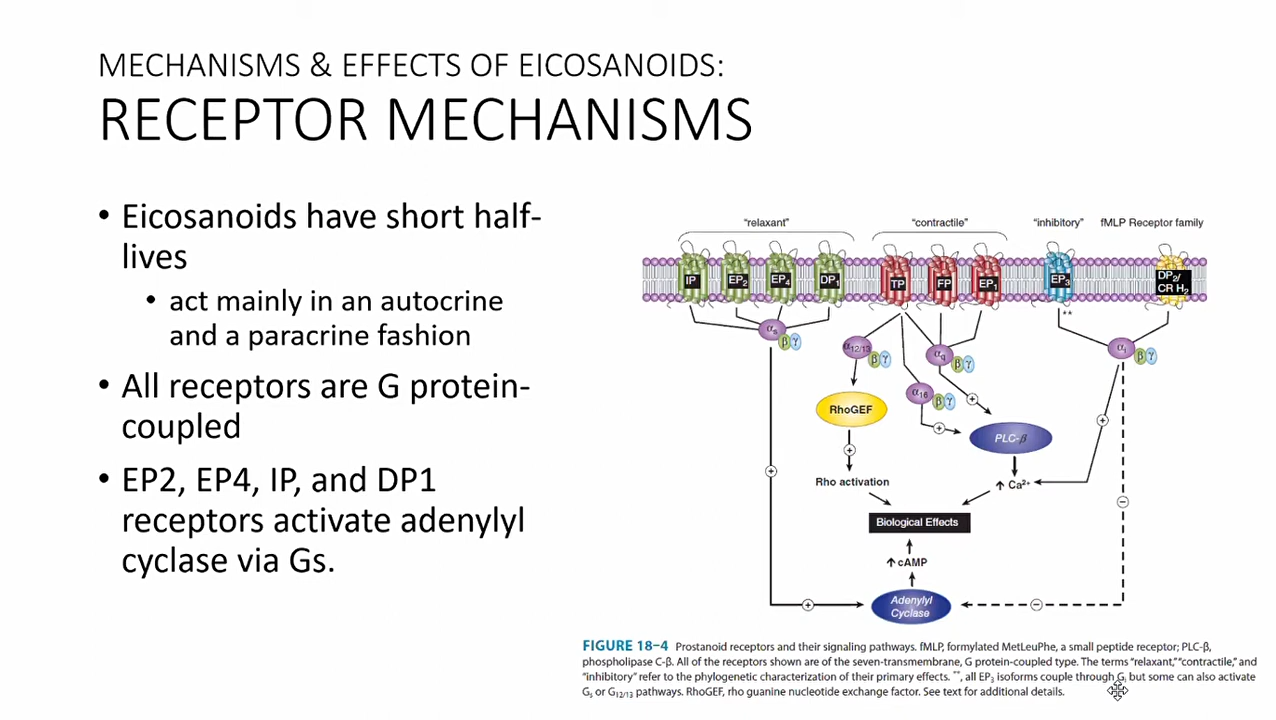 MECHANISMS & EFFECTS OF EICOSANOIDS:
RECEPTOR MECHANISMS
• Eicosanoids have short half-
lives
• act mainly in an autocrine
and a paracrine fashion
• All receptors are G protein-
coupled
• EP2, EP4, IP, and DP1
receptors activate adenylyl
cyclase via Gs.
"relaxant"
"contractile"
"inhibitory"
fMLP Receptor family
IP
EP2
EP4
DP1
TP
FP
EP1
EP3
DP2/
CR H2
**
αs
β γ
α12/13
β γ
αq
β γ
α16
β γ
αi
β γ
RhoGEF
+
+
PLC-β
+
+
Rho activation
↑ Ca2+
+
−
Biological Effects
↑ cAMP
+
Adenylyl
Cyclase
−
FIGURE 18–4 Prostanoid receptors and their signaling pathways. fMLP, formylated MetLeuPhe, a small peptide receptor; PLC-β,
phospholipase C-β. All of the receptors shown are of the seven-transmembrane, G protein-coupled type. The terms "relaxant," "contractile," and
"inhibitory" refer to the phylogenetic characterization of their primary effects. **, all EP3 isoforms couple through Gi but some can also activate
Gs or G12/13 pathways. RhoGEF, rho guanine nucleotide exchange factor. See text for additional details.